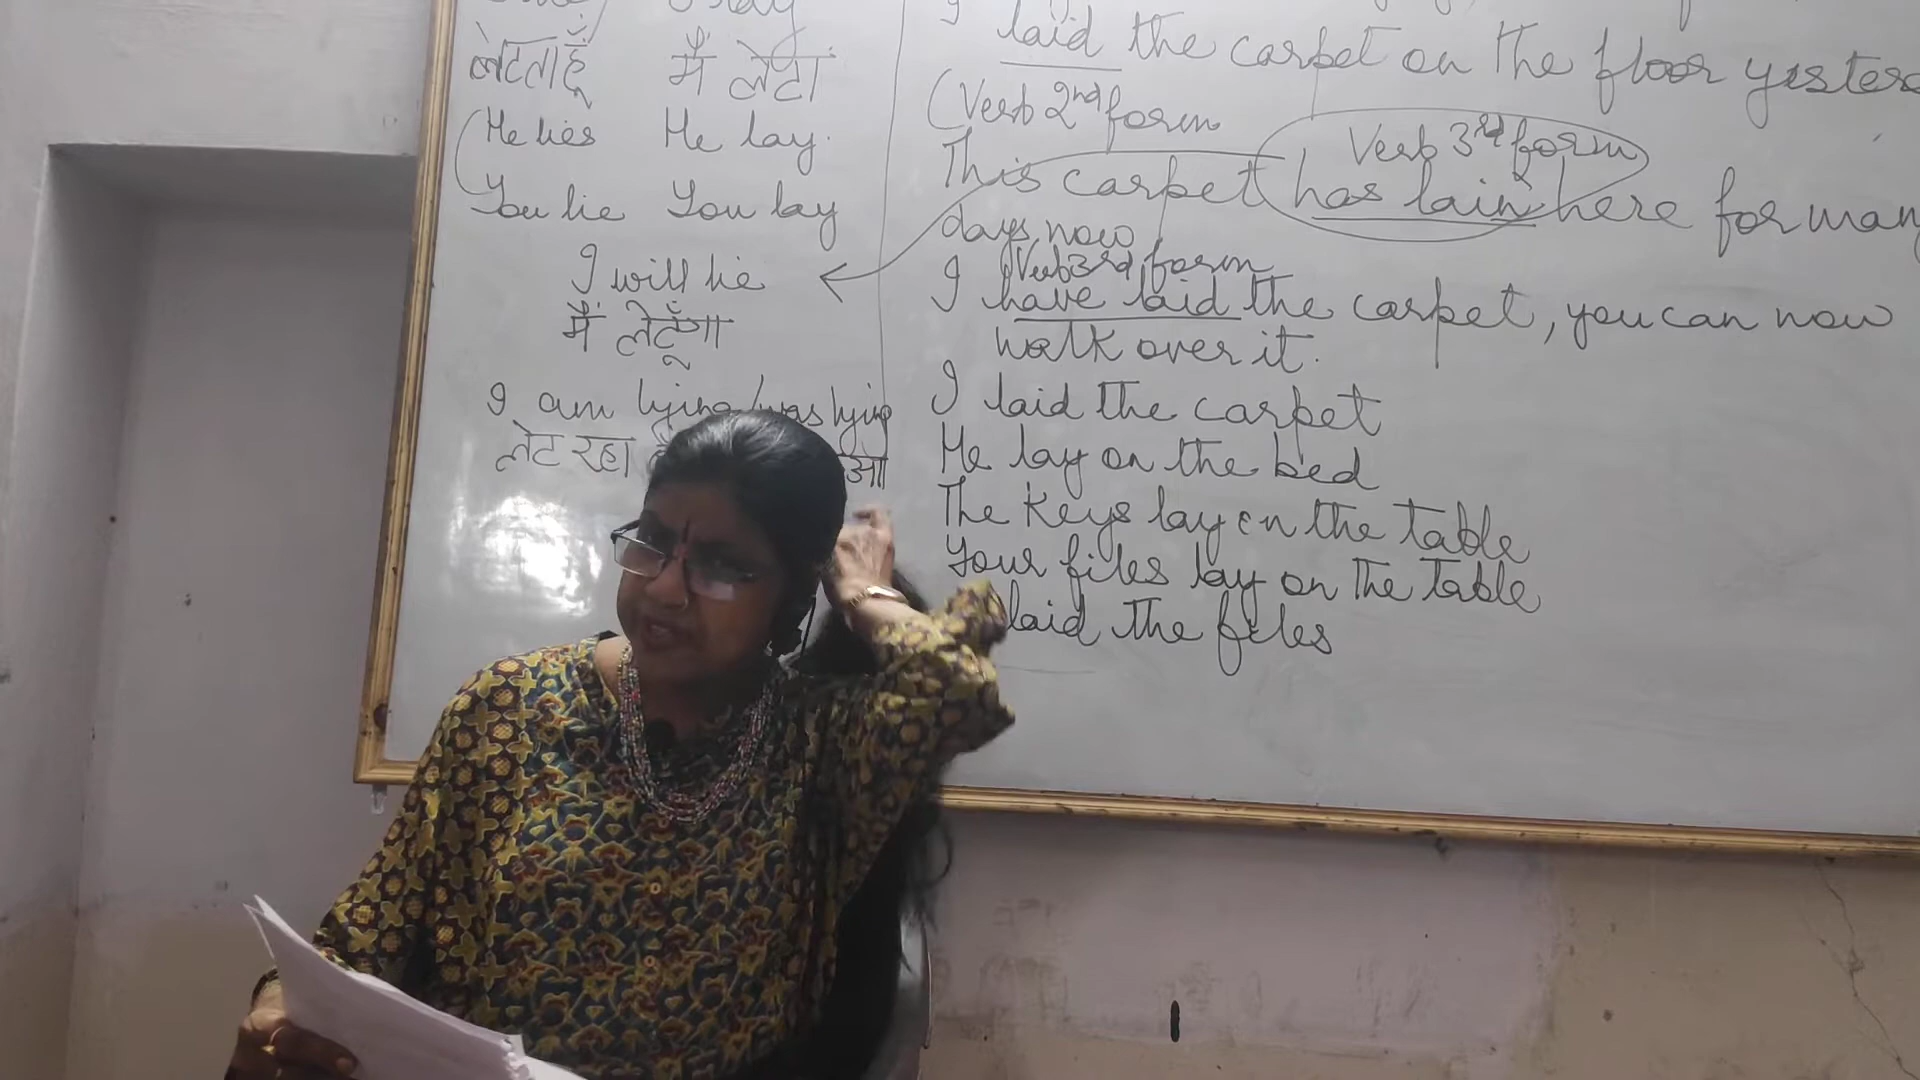 लेटता हूँ मैं लेटा
He lies He lay.
You lie You lay
I will lie
मैं लेटूँगा
I am lying / was lying
लेट रहा
laid the carpet on the floor
(Verb 2nd form
Verb 3rd form
This carpet has lain here for
days now
Verb 3rd form
I have laid the carpet, you can now
walk over it.
I laid the carpet
He lay on the bed
The Keys lay on the table
Your files lay on the table
laid the files